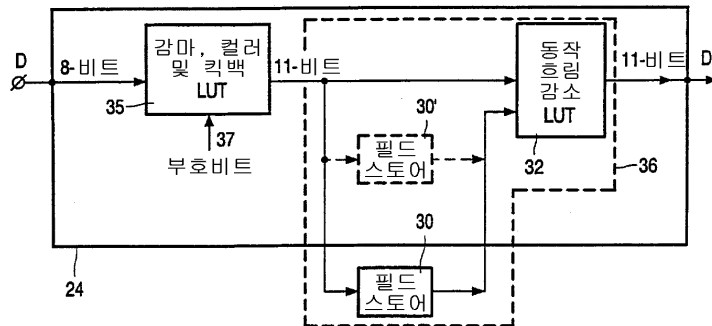 D
8-비트
감마, 컬러
및 킥백
LUT
35
37
부호비트
11-비트
30'
필드
스토어
30
필드
스토어
동작
흐림
감소
LUT
32
11-비트
D'
36
24